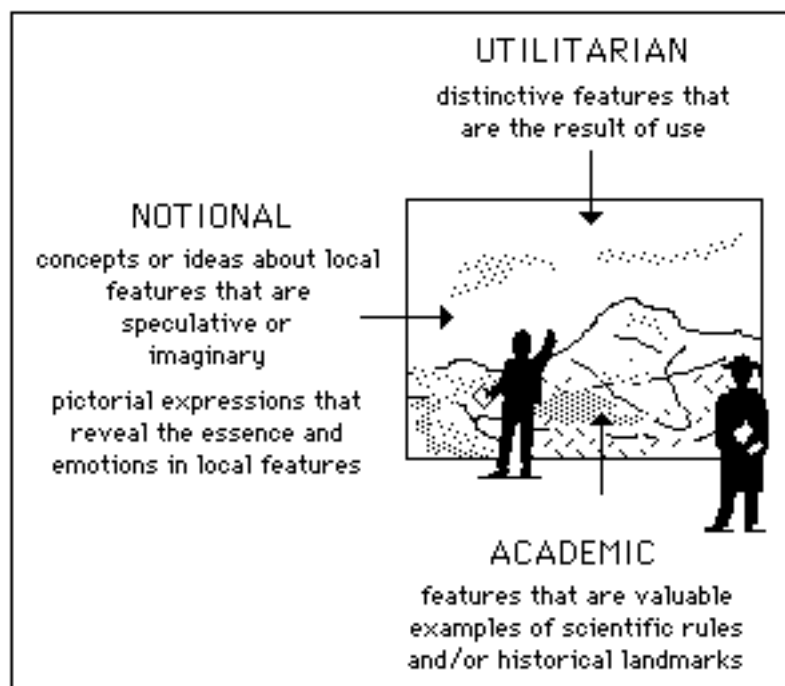 UTILITARIAN
distinctive features that
are the result of use
NOTIONAL
concepts or ideas about local
features that are
speculative or
imaginary
pictorial expressions that
reveal the essence and
emotions in local features
ACADEMIC
features that are valuable
examples of scientific rules
and/or historical landmarks